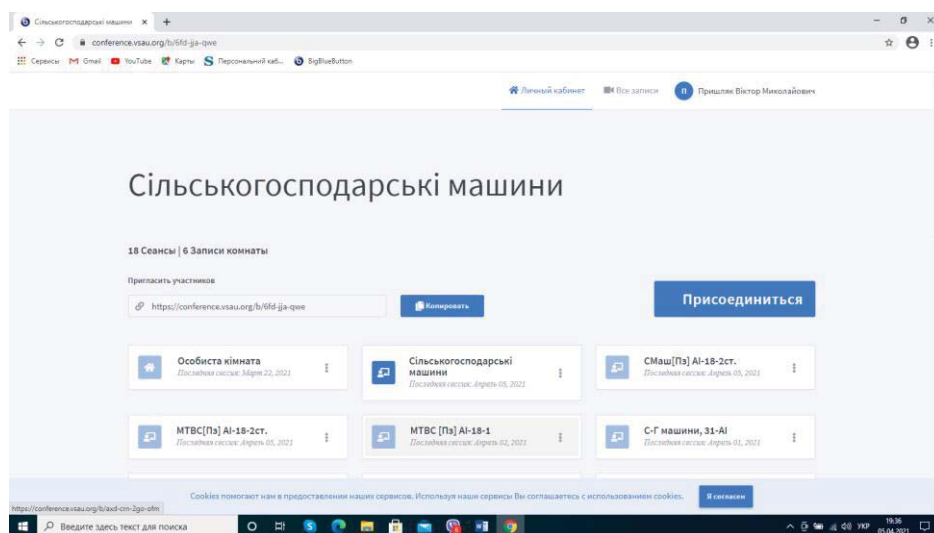 Сільськогосподарські машини
conference.vsau.org/b/6fd-jja-qwe
Сервисы Gmail YouTube Карты Персональний каб... BigBlueButton
Личный кабинет Все записи П Пришляк Віктор Миколайович
Сільськогосподарські машини
18 Сеансы | 6 Записи комнаты
Пригласить участников
https://conference.vsau.org/b/6fd-jja-qwe Копировать Присоединиться
Особиста кімната
Последняя сессия: Март 22, 2021
Сільськогосподарські
машини
Последняя сессия: Апрель 05, 2021
СМаш[Пз] АІ-18-2ст.
Последняя сессия: Апрель 05, 2021
МТВС[Пз] АІ-18-2ст.
Последняя сессия: Апрель 05, 2021
МТВС [Пз] АІ-18-1
Последняя сессия: Апрель 02, 2021
С-Г машини, 31-АІ
Последняя сессия: Апрель 01, 2021
Cookies помогают нам в предоставлении наших сервисов. Используя наши сервисы Вы соглашаетесь с использованием cookies. Я согласен
https://conference.vsau.org/b/axd-crn-2go-ofm
Введите здесь текст для поиска УКР 19:36
05.04.2021